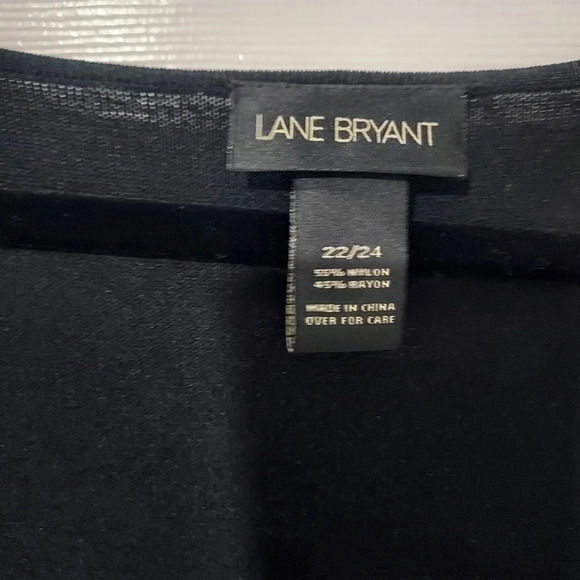 LANE BRYANT
22/24
55% NYLON
45% RAYON
MADE IN CHINA
OVER FOR CARE